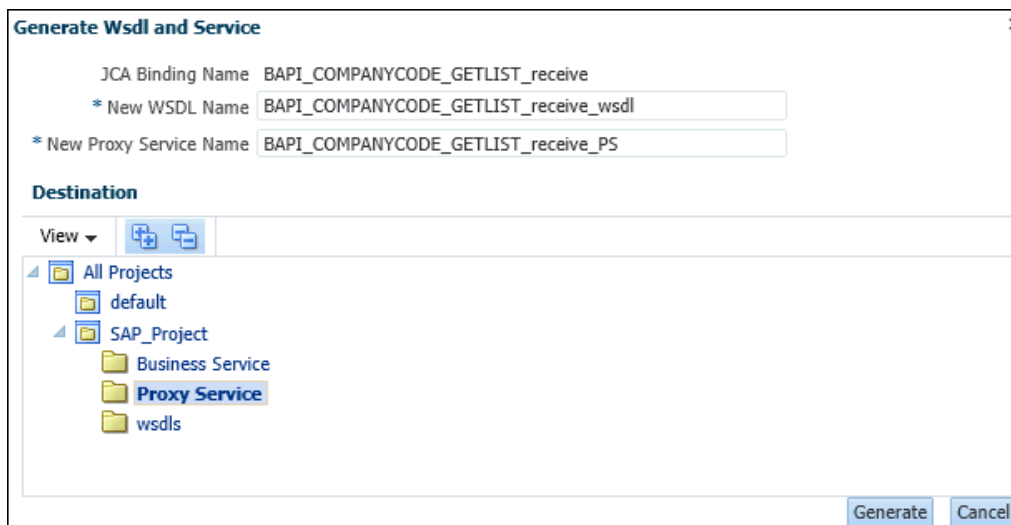 Generate Wsdl and Service
JCA Binding Name BAPI_COMPANYCODE_GETLIST_receive
* New WSDL Name BAPI_COMPANYCODE_GETLIST_receive_wsdl
* New Proxy Service Name BAPI_COMPANYCODE_GETLIST_receive_PS
Destination
View
All Projects
default
SAP_Project
Business Service
Proxy Service
wsdls
Generate Cancel